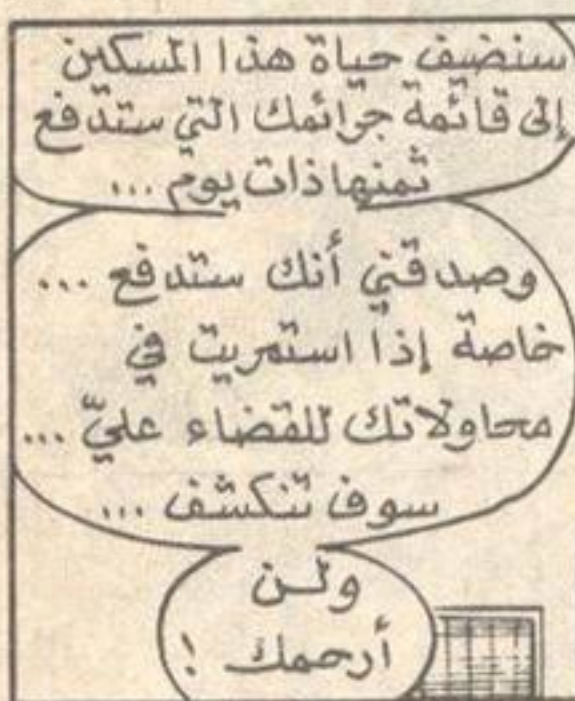 سنضيف حياة هذا المسكين
إلى قائمة جرائمك التي ستدفع
ثمنها ذات يوم ...
وصدقني أنك ستدفع ...
خاصة إذا استمريت في
محاولاتك للقضاء عليّ ...
سوف تنكشف ...
ولن
أرحمك !